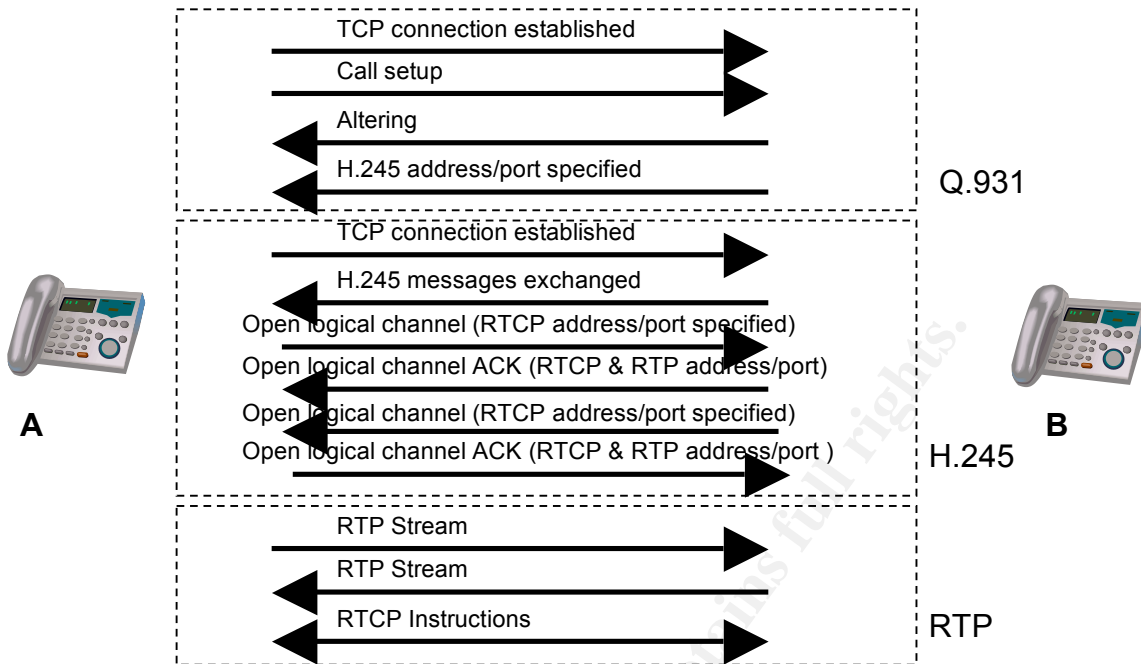 TCP connection established
Call setup
Altering
H.245 address/port specified
Q.931
TCP connection established
H.245 messages exchanged
Open logical channel (RTCP address/port specified)
Open logical channel ACK (RTCP & RTP address/port)
Open logical channel (RTCP address/port specified)
Open logical channel ACK (RTCP & RTP address/port )
A
B
H.245
RTP Stream
RTP Stream
RTCP Instructions
RTP
full rights.